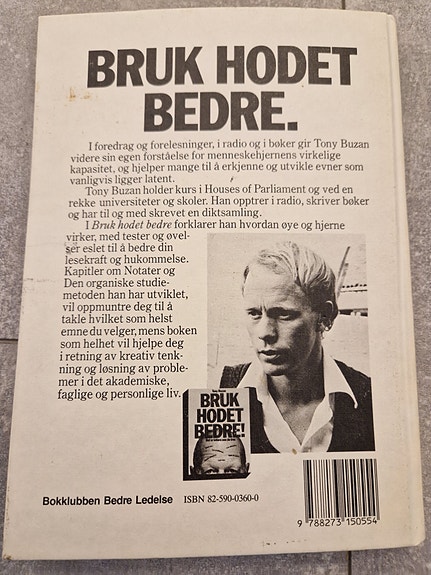 BRUK HODET
BEDRE.
I foredrag og forelesninger, i radio og i bøker gir Tony Buzan
videre sin egen forståelse for menneskehjernens virkelige
kapasitet, og hjelper mange til å erkjenne og utvikle evner som
vanligvis ligger latent.
Tony Buzan holder kurs i Houses of Parliament og ved en
rekke universiteter og skoler. Han opptrer i radio, skriver bøker
og har til og med skrevet en diktsamling.
I Bruk hodet bedre forklarer han hvordan øye og hjerne
virker, med tester og øvel-
ser eslet til å bedre din
lesekraft og hukommelse.
Kapitler om Notater og
Den organiske studie-
metoden han har utviklet,
vil oppmuntre deg til å
takle hvilket som helst
emne du velger, mens boken
som helhet vil hjelpe deg
i retning av kreativ tenk-
ning og løsning av proble-
mer i det akademiske,
faglige og personlige liv.
Tony Buzan
BRUK
HODET
BEDRE!
Bokklubben Bedre Ledelse ISBN 82-590-0360-0
9 788273 150554